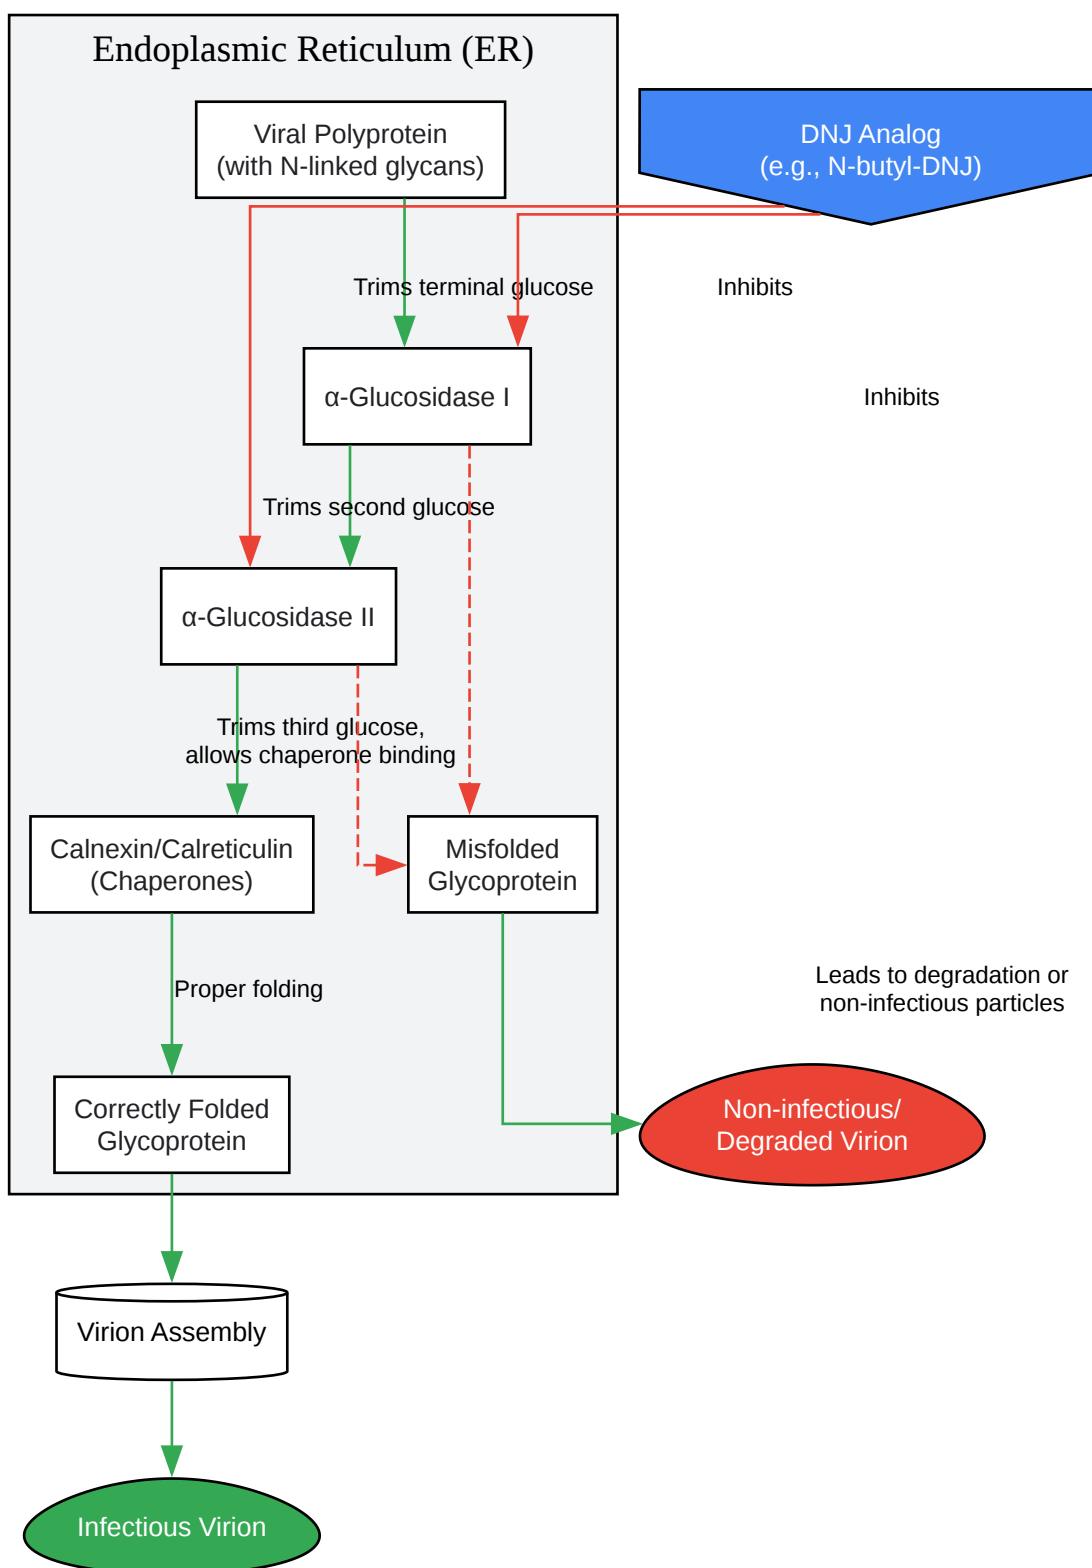 Endoplasmic Reticulum (ER)
Viral Polyprotein
(with N-linked glycans)
DNJ Analog
(e.g., N-butyl-DNJ)
Trims terminal glucose
Inhibits
α-Glucosidase I
Inhibits
Trims second glucose
α-Glucosidase II
Trims third glucose,
allows chaperone binding
Calnexin/Calreticulin
(Chaperones)
Misfolded
Glycoprotein
Proper folding
Leads to degradation or
non-infectious particles
Correctly Folded
Glycoprotein
Non-infectious/
Degraded Virion
Virion Assembly
Infectious Virion